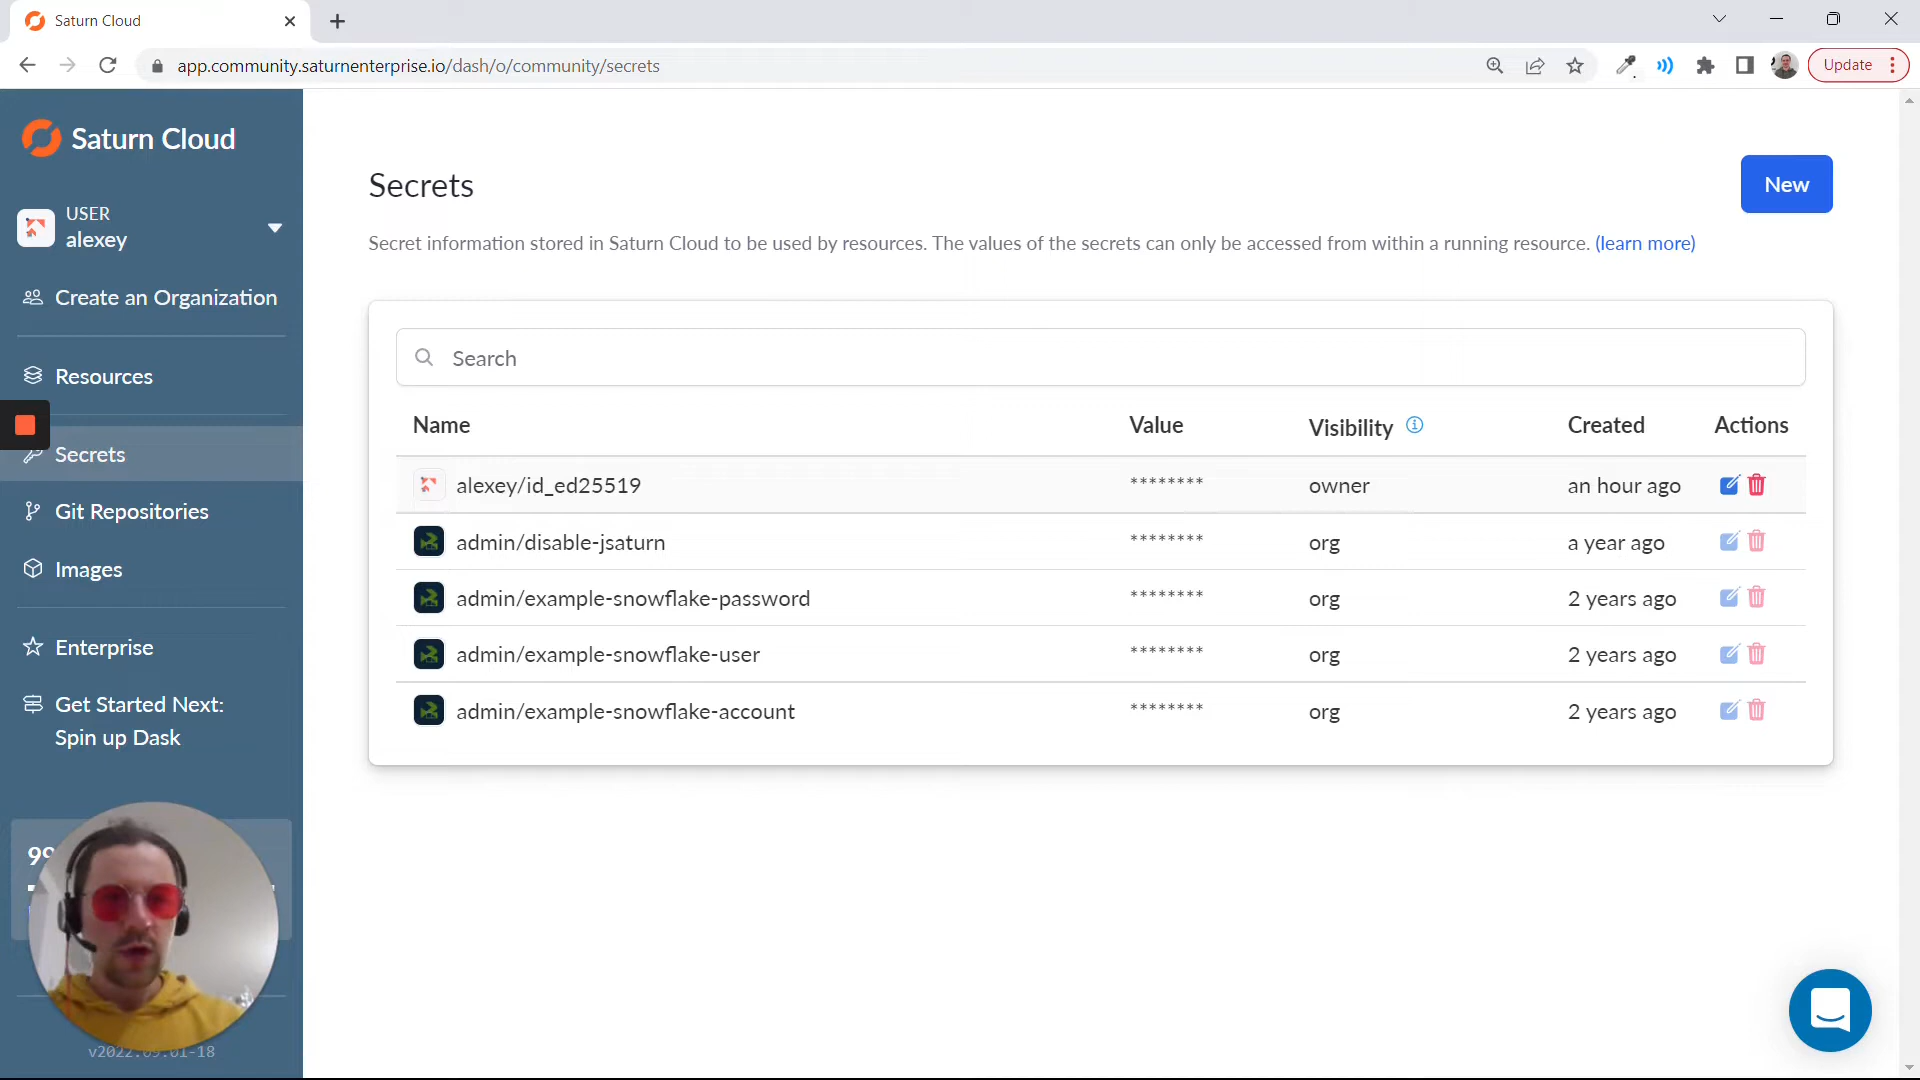 Saturn Cloud
app.community.saturnenterprise.io/dash/o/community/secrets
Update
Saturn Cloud
USER
alexey
Create an Organization
Resources
Secrets
Git Repositories
Images
Enterprise
Get Started Next:
Spin up Dask
99
v2022.09.01-18
Secrets
New
Secret information stored in Saturn Cloud to be used by resources. The values of the secrets can only be accessed from within a running resource. (learn more)
Search
Name Value Visibility Created Actions
alexey/id_ed25519 ******** owner an hour ago
admin/disable-jsaturn ******** org a year ago
admin/example-snowflake-password ******** org 2 years ago
admin/example-snowflake-user ******** org 2 years ago
admin/example-snowflake-account ******** org 2 years ago